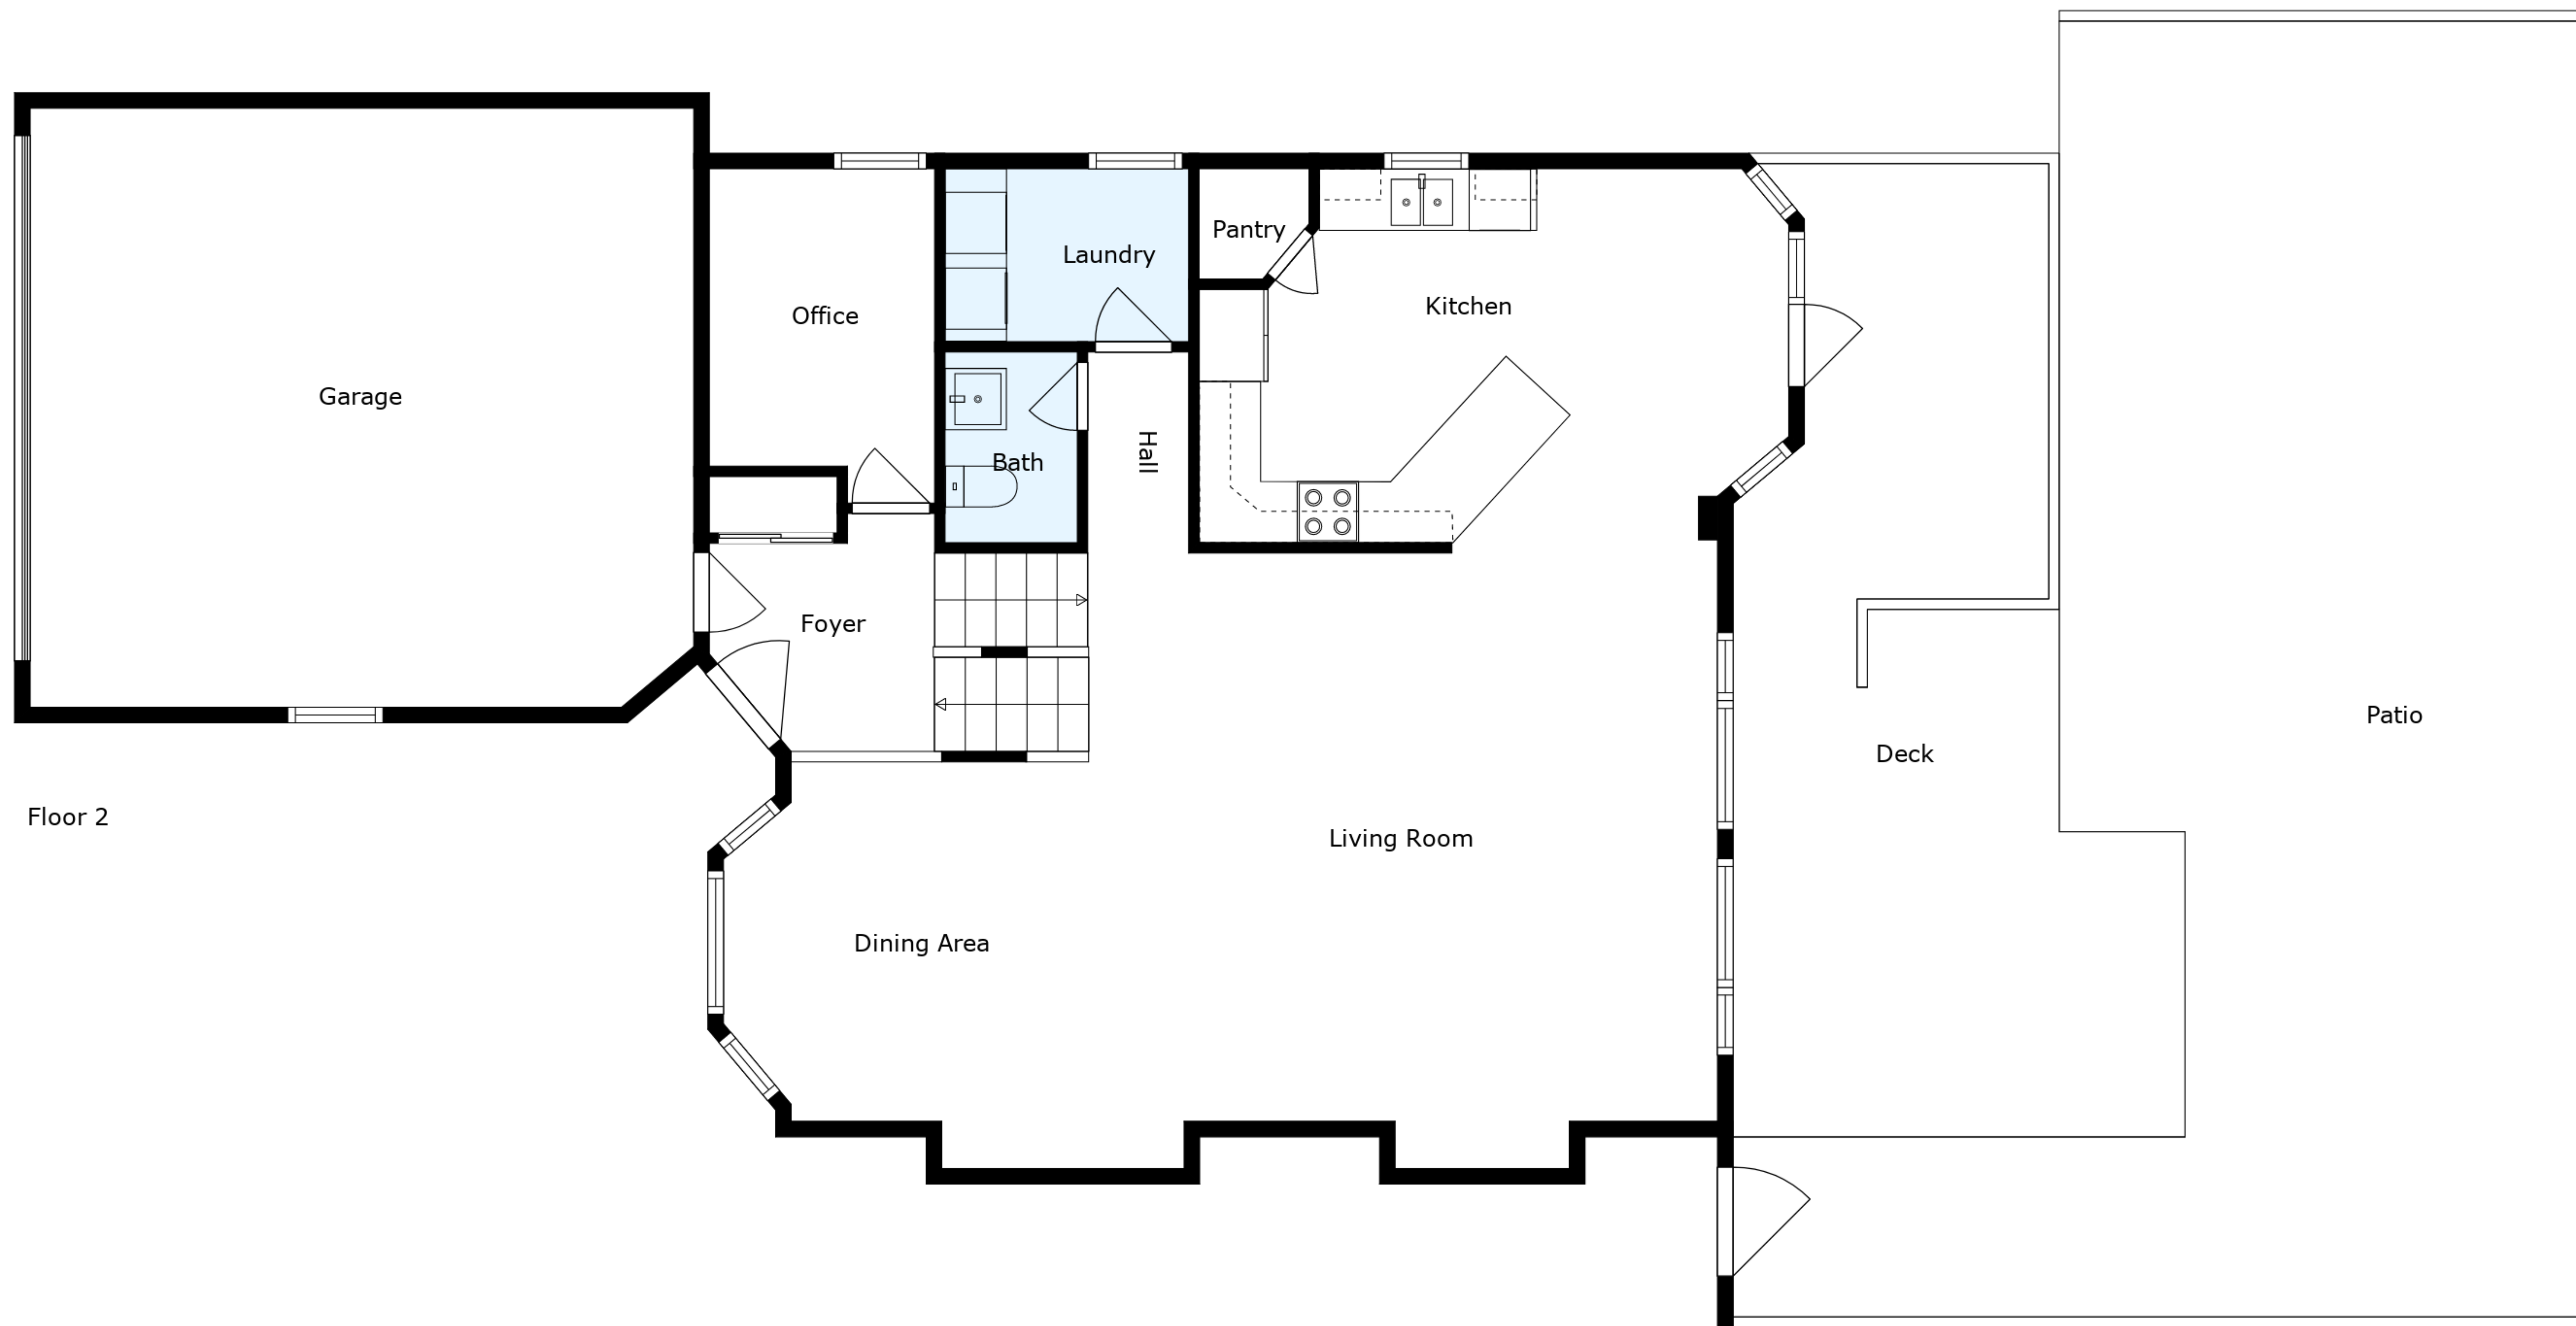 Pantry
Laundry
Kitchen
Office
Garage
Hall
Bath
Foyer
Patio
Deck
Floor 2
Living Room
Dining Area